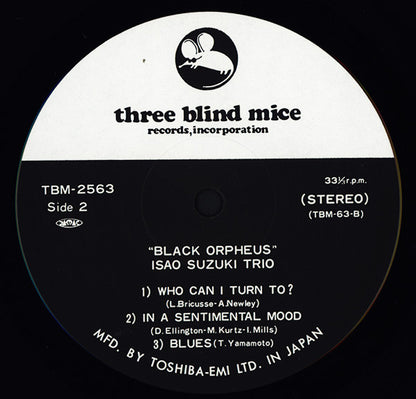 three blind mice
records, incorporation
TBM-2563
Side 2
33⅓r.p.m.
(STEREO)
(TBM-63-B)
"BLACK ORPHEUS"
ISAO SUZUKI TRIO
1) WHO CAN I TURN TO?
(L.Bricusse-A.Newley)
2) IN A SENTIMENTAL MOOD
(D. Ellington-M. Kurtz-I. Mills)
3) BLUES (T. Yamamoto)
MFD. BY TOSHIBA-EMI LTD. IN JAPAN